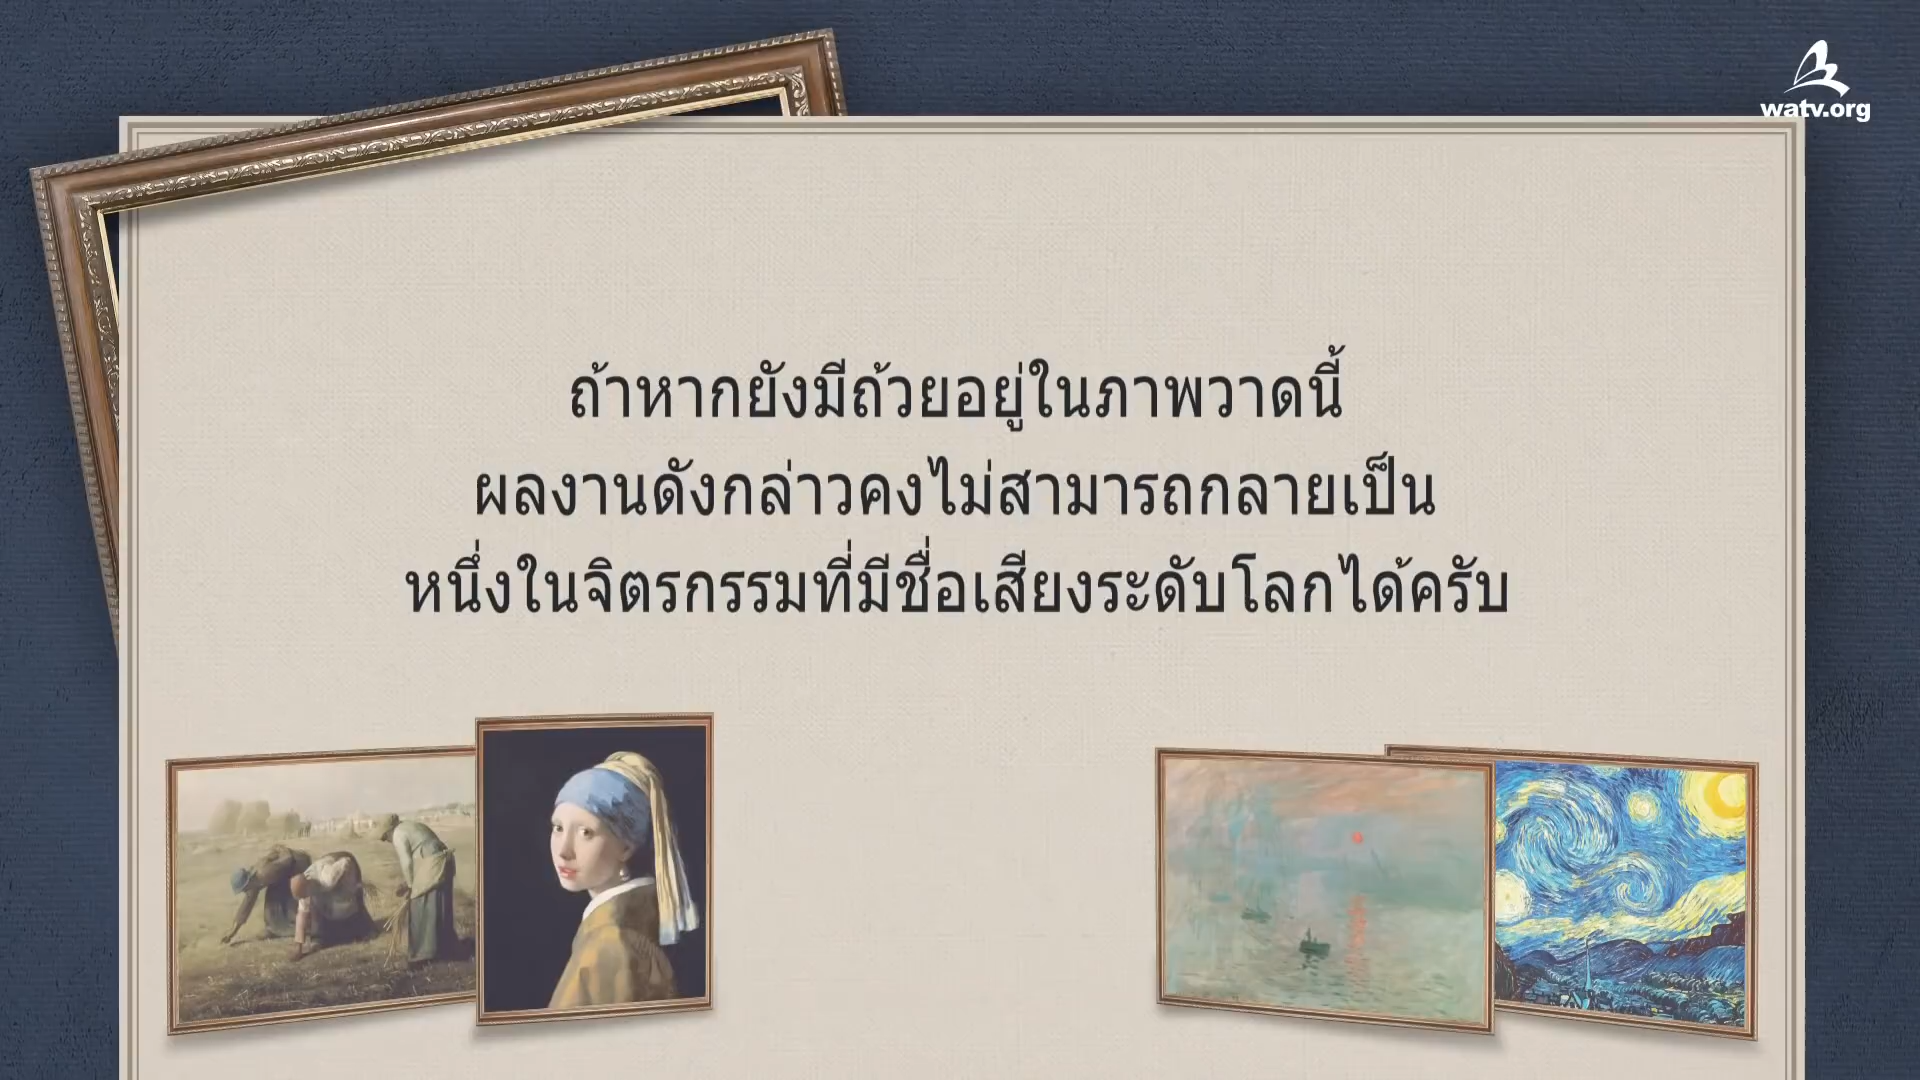 watv.org
ถ้าหากยังมีถ้วยอยู่ในภาพวาดนี้
ผลงานดังกล่าวคงไม่สามารถกลายเป็น
หนึ่งในจิตรกรรมที่มีชื่อเสียงระดับโลกได้ครับ